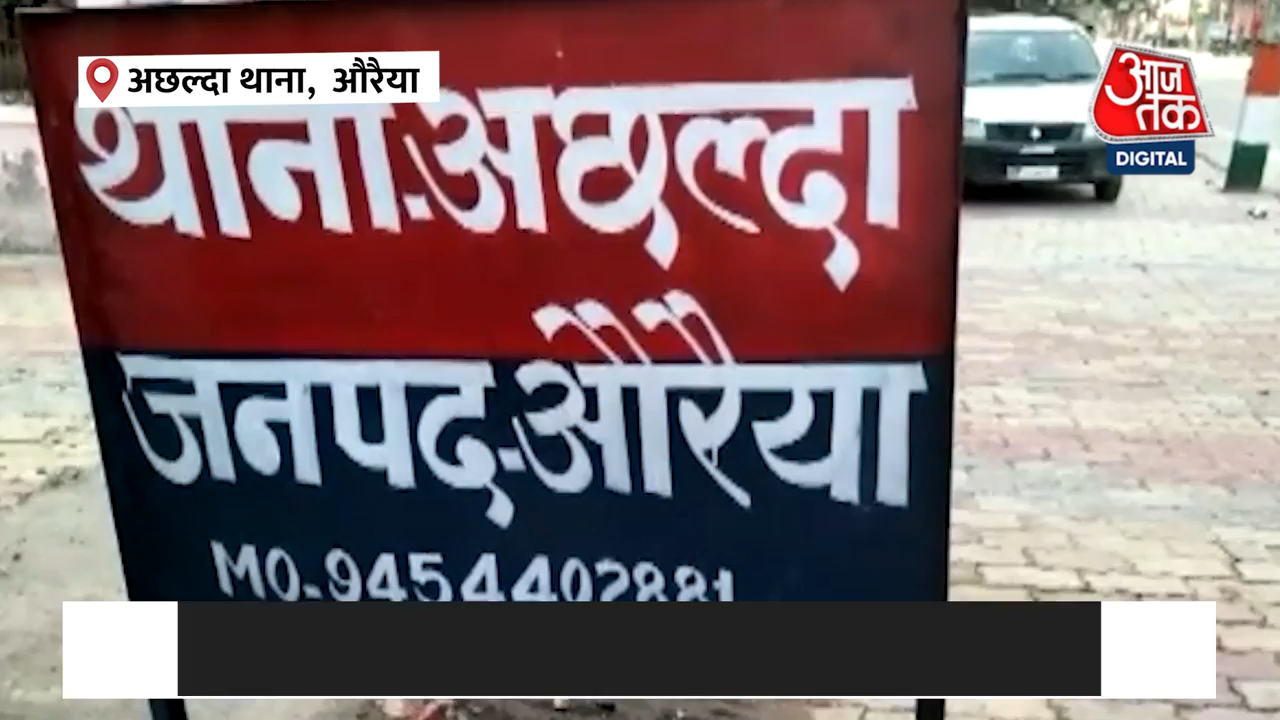 अछल्दा थाना, औरैया
आज
तक
DIGITAL
थाना-अछल्दा
जनपद-औरैया
MO.9454402881